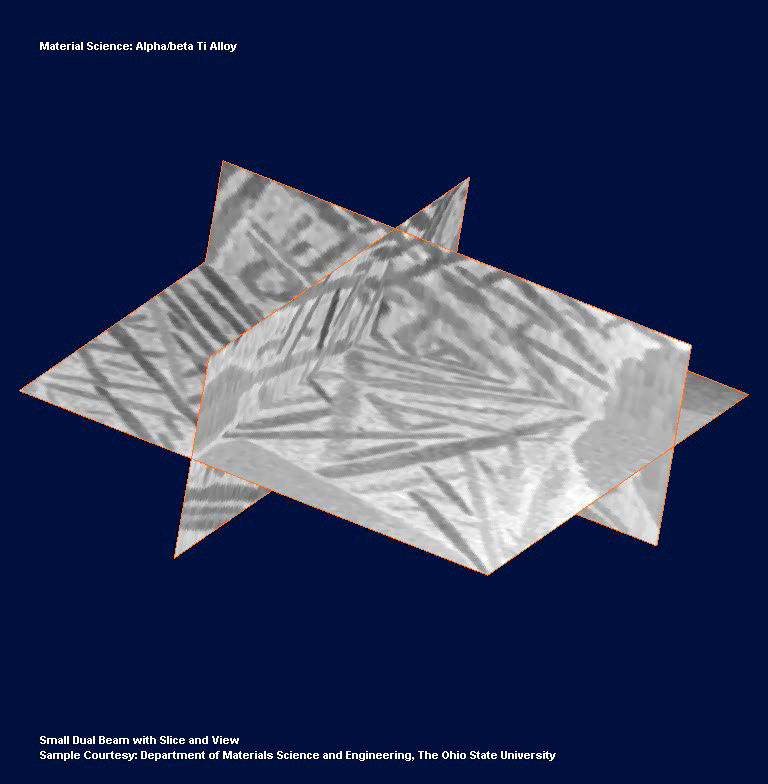 Material Science: Alpha/beta Ti Alloy
Small Dual Beam with Slice and View
Sample Courtesy: Department of Materials Science and Engineering, The Ohio State University